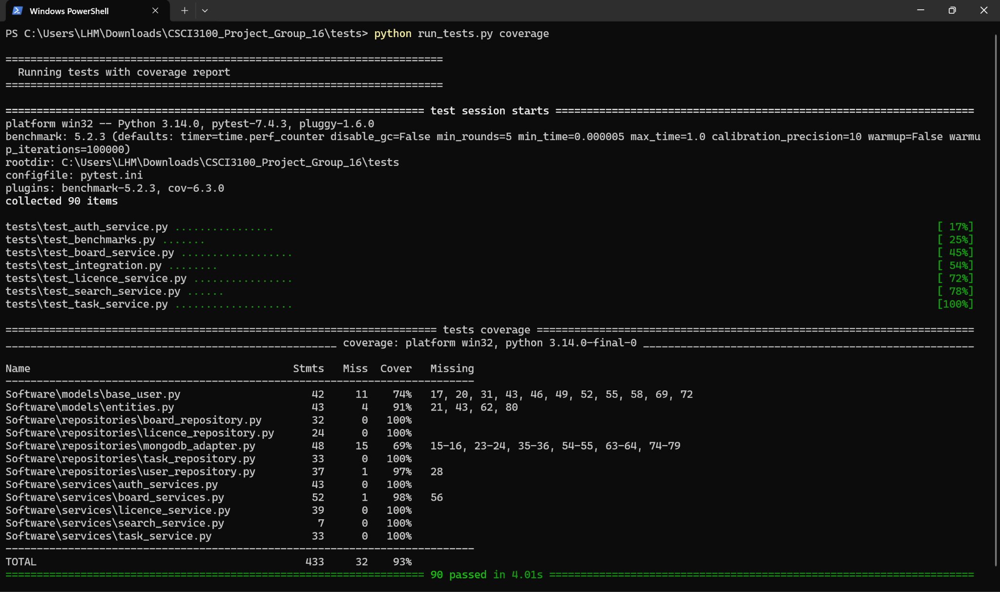 Windows PowerShell
PS C:\Users\LHM\Downloads\CSCI3100_Project_Group_16\tests> python run_tests.py coverage
======================================================================
  Running tests with coverage report
======================================================================
=================================================================== test session starts ===================================================================
platform win32 -- Python 3.14.0, pytest-7.4.3, pluggy-1.6.0
benchmark: 5.2.3 (defaults: timer=time.perf_counter disable_gc=False min_rounds=5 min_time=0.000005 max_time=1.0 calibration_precision=10 warmup=False warmu
p_iterations=100000)
rootdir: C:\Users\LHM\Downloads\CSCI3100_Project_Group_16\tests
configfile: pytest.ini
plugins: benchmark-5.2.3, cov-6.3.0
collected 90 items
tests\test_auth_service.py ................ [ 17%]
tests\test_benchmarks.py ....... [ 25%]
tests\test_board_service.py .................. [ 45%]
tests\test_integration.py ........ [ 54%]
tests\test_licence_service.py ................ [ 72%]
tests\test_search_service.py ...... [ 78%]
tests\test_task_service.py ................... [100%]
===================================================================== tests coverage ======================================================================
_____________________________________________________ coverage: platform win32, python 3.14.0-final-0 _____________________________________________________
Name                                          Stmts   Miss  Cover   Missing
---------------------------------------------------------------------------
Software\models\base_user.py                     42     11    74%   17, 20, 31, 43, 46, 49, 52, 55, 58, 69, 72
Software\models\entities.py                      43      4    91%   21, 43, 62, 80
Software\repositories\board_repository.py        32      0   100%
Software\repositories\licence_repository.py      24      0   100%
Software\repositories\mongodb_adapter.py         48     15    69%   15-16, 23-24, 35-36, 54-55, 63-64, 74-79
Software\repositories\task_repository.py         33      0   100%
Software\repositories\user_repository.py         37      1    97%   28
Software\services\auth_services.py               43      0   100%
Software\services\board_services.py              52      1    98%   56
Software\services\licence_service.py             39      0   100%
Software\services\search_service.py               7      0   100%
Software\services\task_service.py                33      0   100%
---------------------------------------------------------------------------
TOTAL                                           433     32    93%
=================================================================== 90 passed in 4.01s ====================================================================